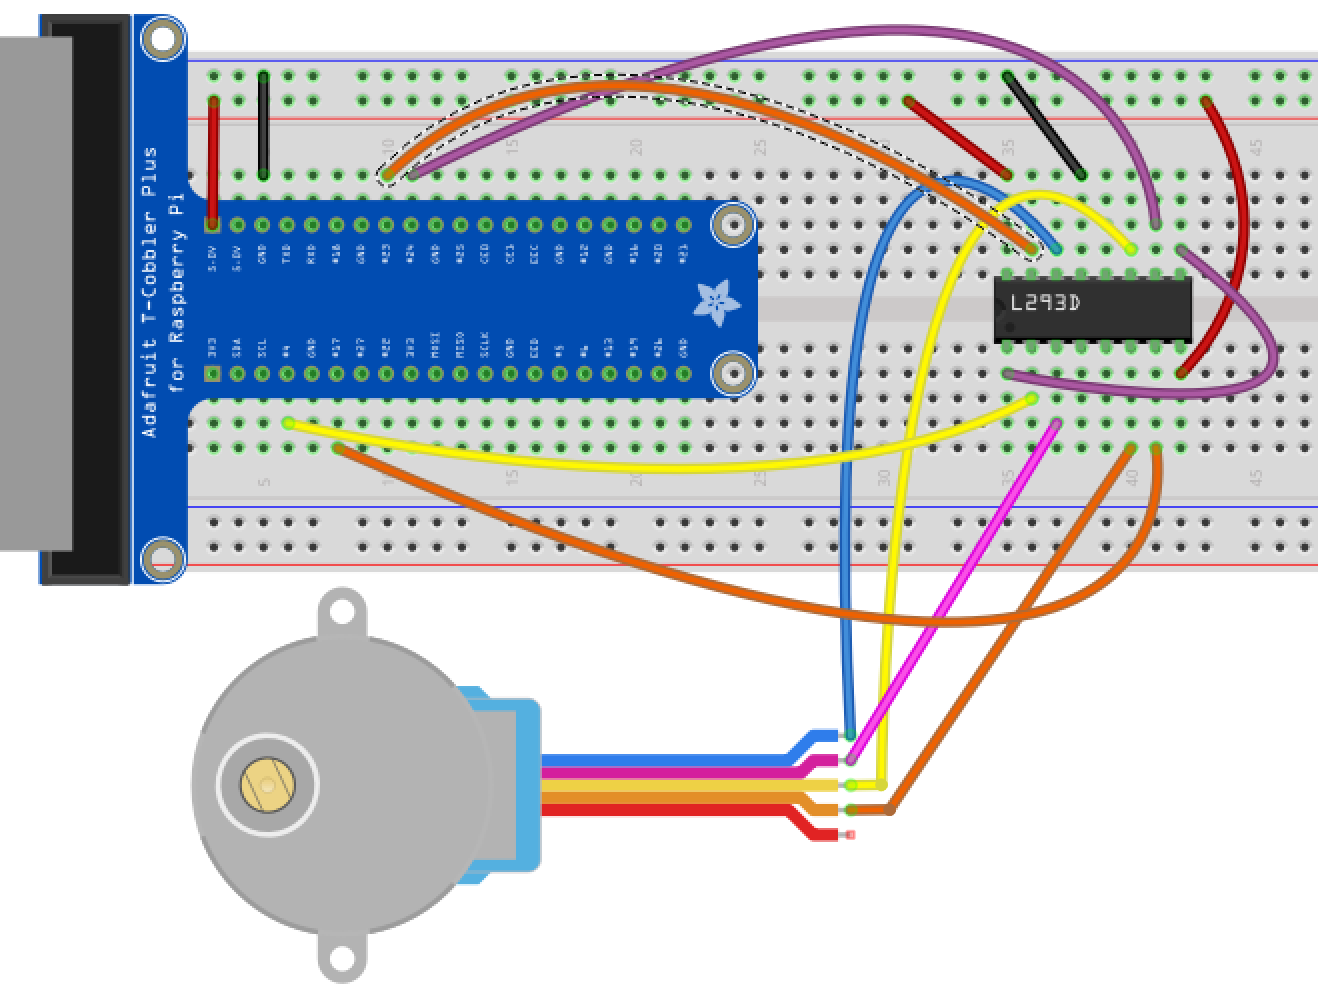 Adafruit T-Cobbler Plus
for Raspberry Pi
10 15 20 25 35 45
5.0V 5.0V GND TXD RXD #18 GND #23 #24 GND #25 CE0 CE1 EEC GND #12 GND #16 #20 #21
L293D
3V3 SDA SCL #4 GND #17 #27 #22 3V3 MOSI MISO SCLK GND EED #5 #6 #13 #19 #26 GND
5 10 15 20 25 30 35 40 45